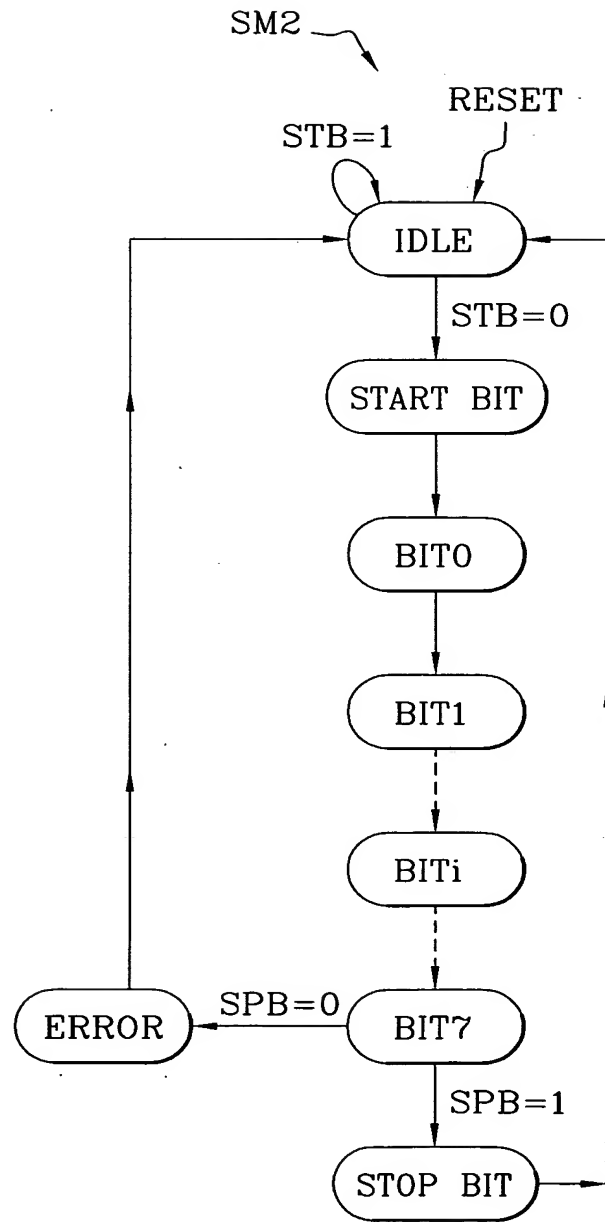 SM2
RESET
STB=1
IDLE
STB=0
START BIT
BIT0
BIT1
BITi
SPB=0
ERROR
BIT7
SPB=1
STOP BIT